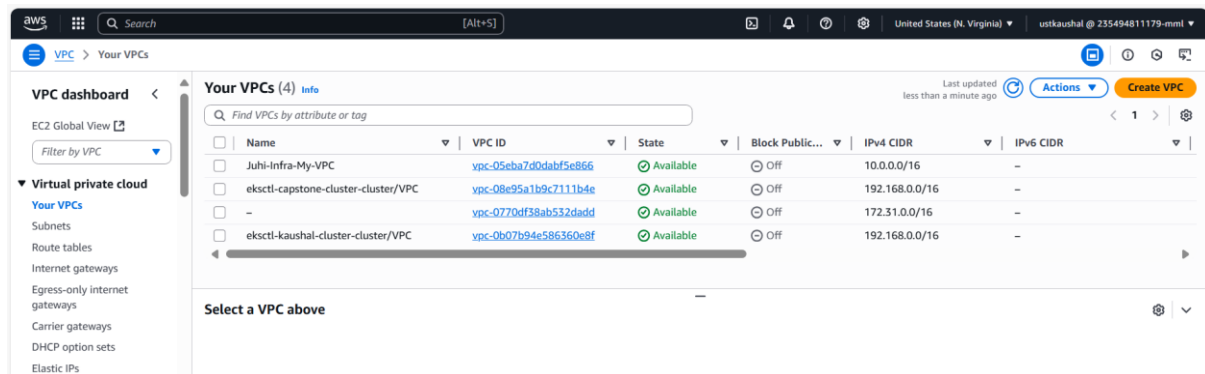 aws Search [Alt+S] United States (N. Virginia) ustkaushal @ 235494811179-mml
VPC > Your VPCs
VPC dashboard
EC2 Global View
Filter by VPC
Virtual private cloud
Your VPCs
Subnets
Route tables
Internet gateways
Egress-only internet
gateways
Carrier gateways
DHCP option sets
Elastic IPs
Your VPCs (4) Info
Last updated
less than a minute ago
Actions
Create VPC
Find VPCs by attribute or tag
1
Name VPC ID State Block Public... IPv4 CIDR IPv6 CIDR
Juhi-Infra-My-VPC vpc-05eba7d0dabf5e866 Available Off 10.0.0.0/16 –
eksctl-capstone-cluster-cluster/VPC vpc-08e95a1b9c7111b4e Available Off 192.168.0.0/16 –
– vpc-0770df38ab532dadd Available Off 172.31.0.0/16 –
eksctl-kaushal-cluster-cluster/VPC vpc-0b07b94e586360e8f Available Off 192.168.0.0/16 –
Select a VPC above